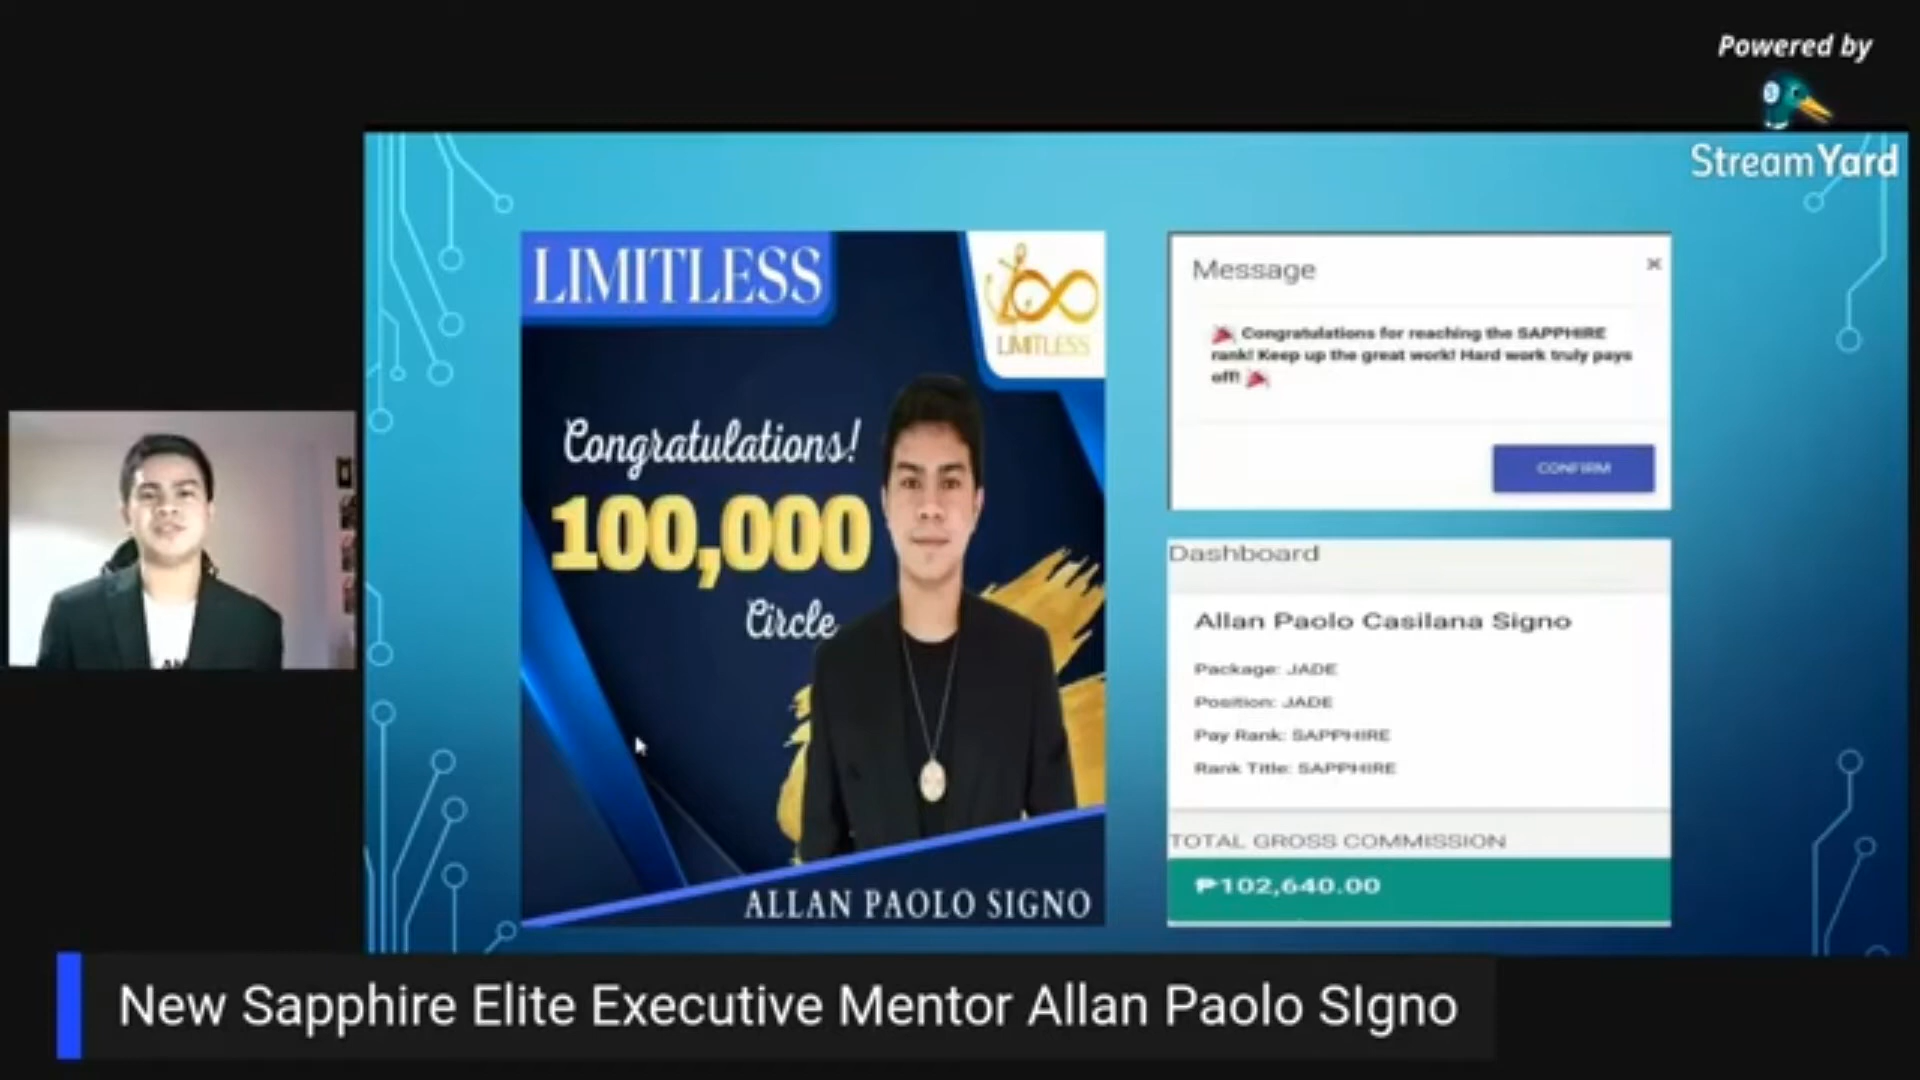 Powered by
StreamYard
LIMITLESS
LIMITLESS
Congratulations!
100,000
Circle
ALLAN PAOLO SIGNO
Message
×
Congratulations for reaching the SAPPHIRE
rank! Keep up the great work! Hard work truly pays
off!
CONFIRM
Dashboard
Allan Paolo Casilana Signo
Package: JADE
Position: JADE
Pay Rank: SAPPHIRE
Rank Title: SAPPHIRE
TOTAL GROSS COMMISSION
₱102,640.00
New Sapphire Elite Executive Mentor Allan Paolo SIgno